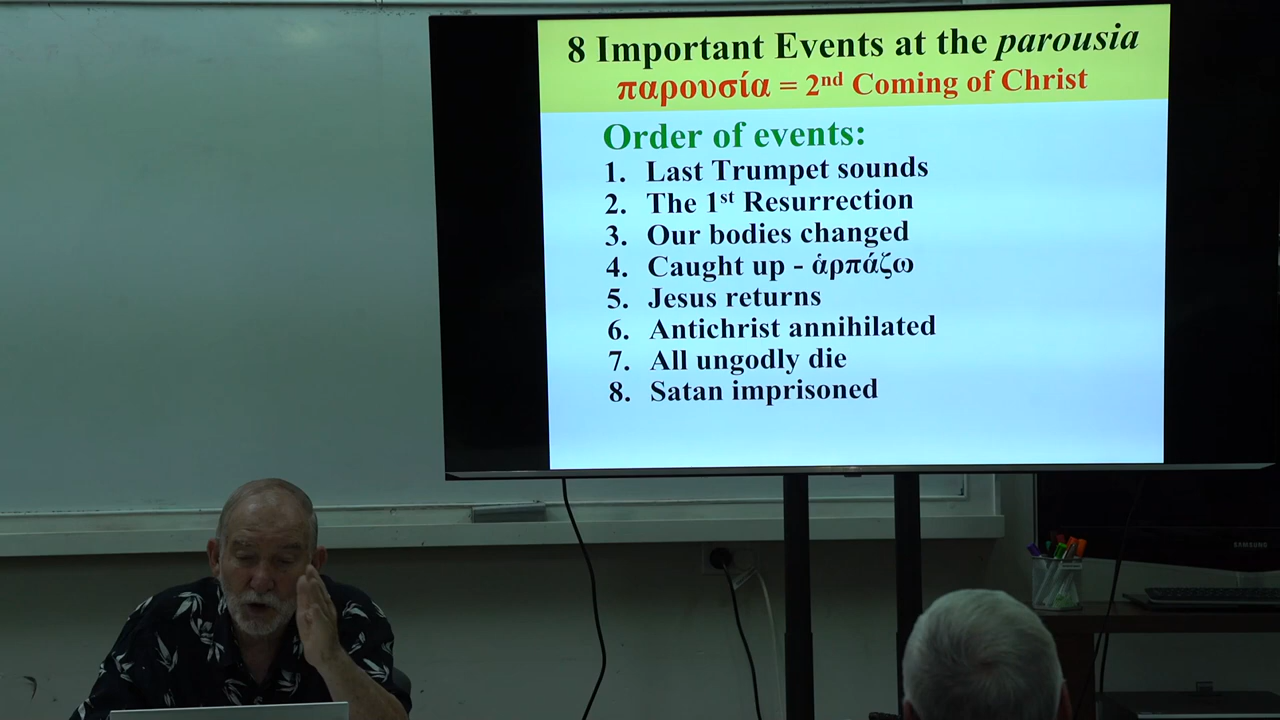 8 Important Events at the parousia
παρουσία = 2nd Coming of Christ
Order of events:
1. Last Trumpet sounds
2. The 1st Resurrection
3. Our bodies changed
4. Caught up - ἁρπάζω
5. Jesus returns
6. Antichrist annihilated
7. All ungodly die
8. Satan imprisoned
SAMSUNG